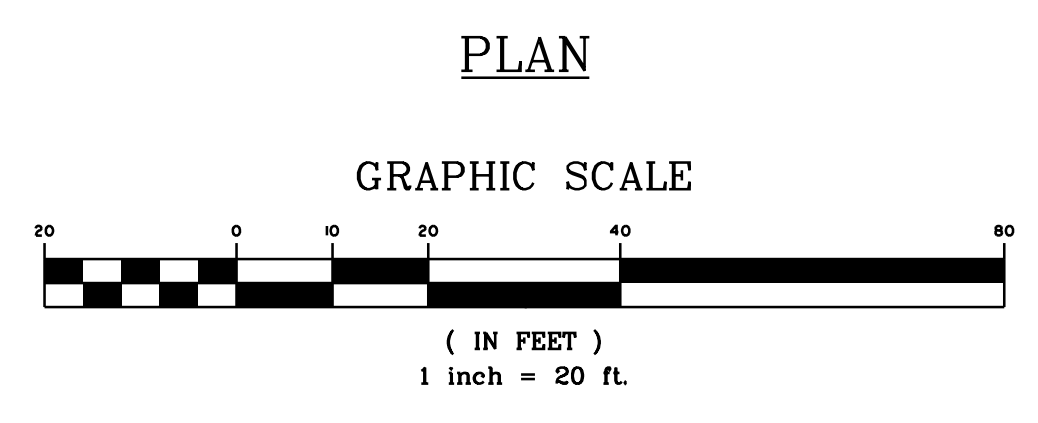 PLAN
GRAPHIC SCALE
20 0 10 20 40 80
( IN FEET )
1 inch = 20 ft.